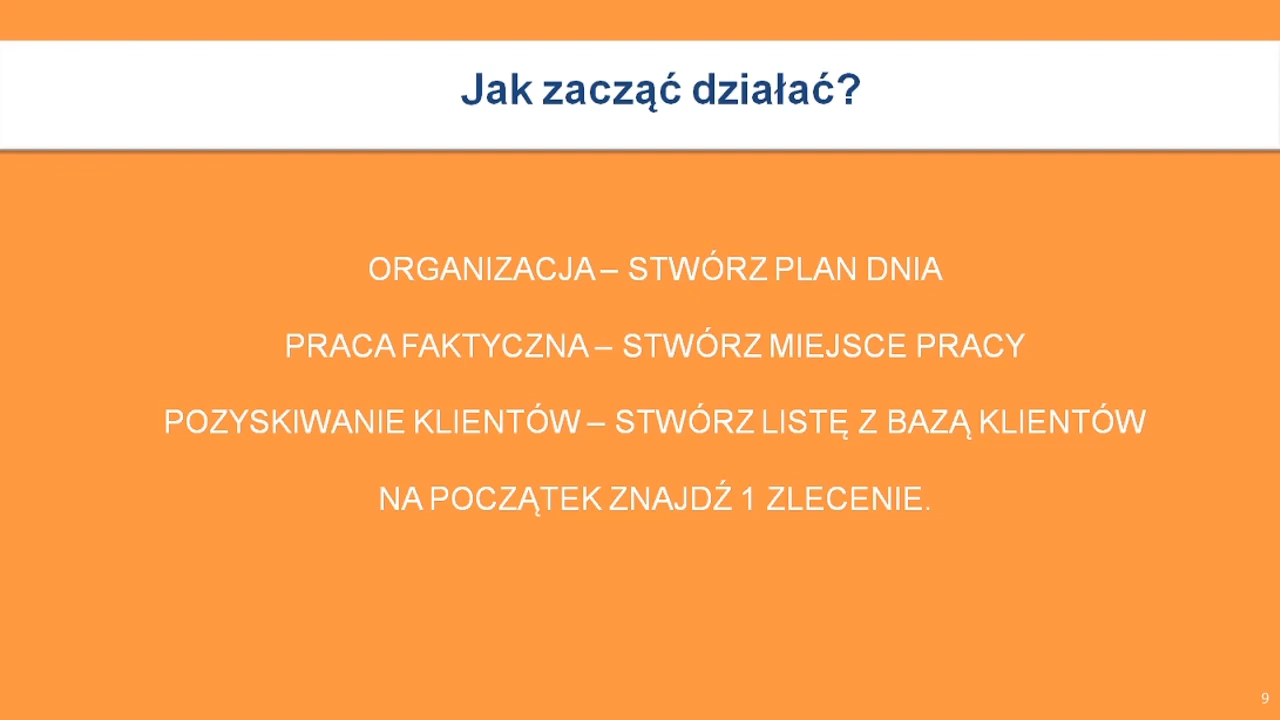 Jak zacząć działać?
ORGANIZACJA – STWÓRZ PLAN DNIA
PRACA FAKTYCZNA – STWÓRZ MIEJSCE PRACY
POZYSKIWANIE KLIENTÓW – STWÓRZ LISTĘ Z BAZĄ KLIENTÓW
NA POCZĄTEK ZNAJDŹ 1 ZLECENIE.
9